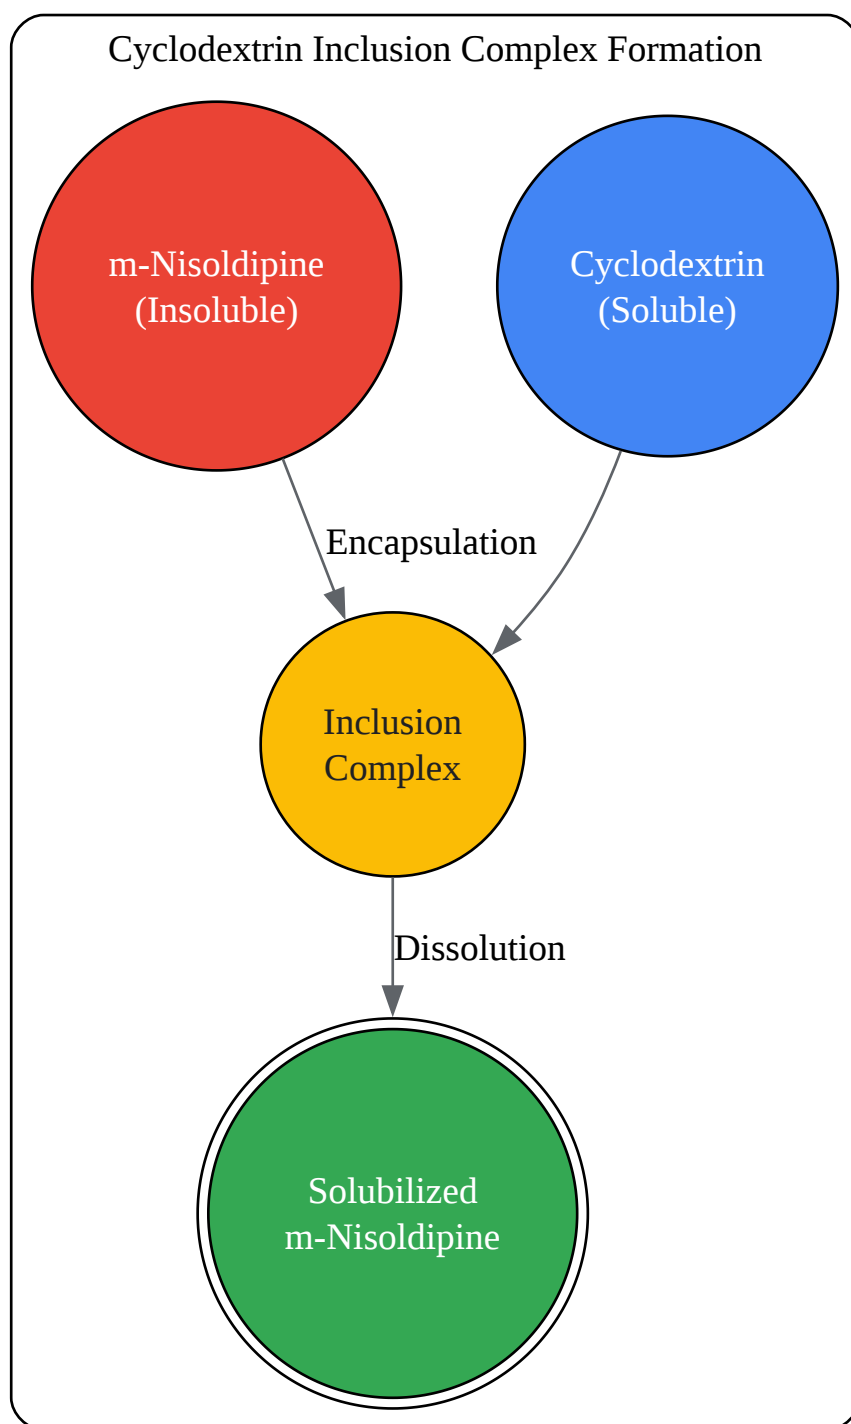 Cyclodextrin Inclusion Complex Formation
m-Nisoldipine
(Insoluble)
Cyclodextrin
(Soluble)
Encapsulation
Inclusion
Complex
Dissolution
Solubilized
m-Nisoldipine